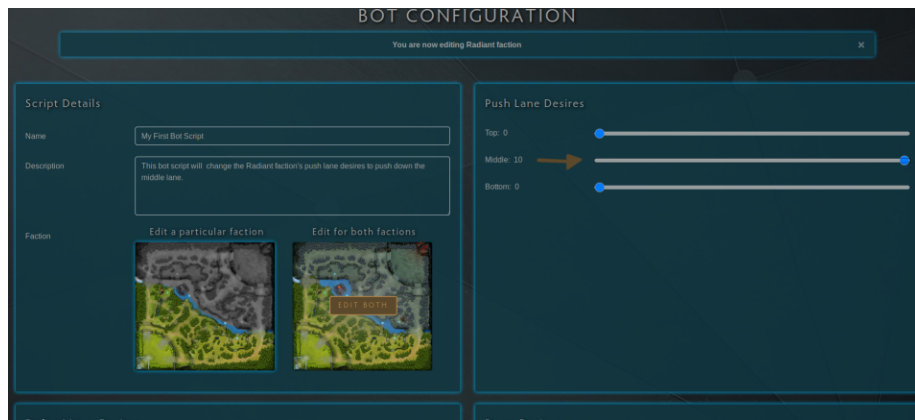 BOT CONFIGURATION
You are now editing Radiant faction
×
Script Details
Name
My First Bot Script
Description
This bot script will change the Radiant faction's push lane desires to push down the
middle lane.
Faction
Edit a particular faction
Edit for both factions
EDIT BOTH
Push Lane Desires
Top: 0
Middle: 10
Bottom: 0